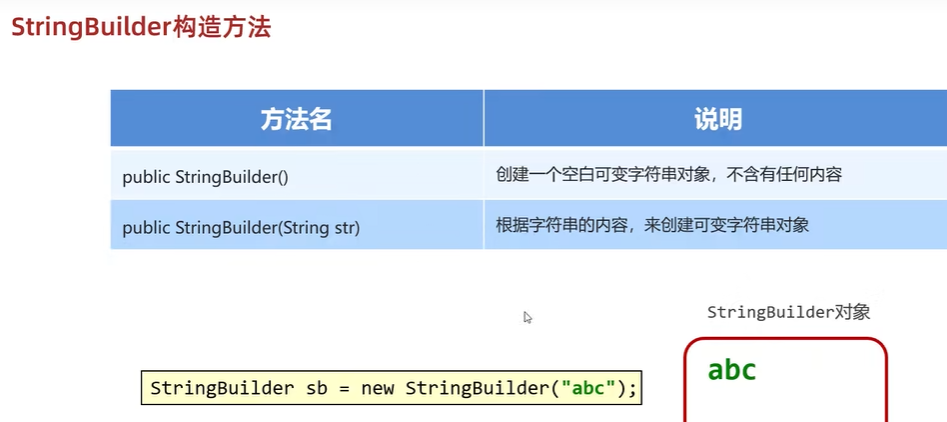 StringBuilder构造方法
方法名 说明
public StringBuilder() 创建一个空白可变字符串对象，不含有任何内容
public StringBuilder(String str) 根据字符串的内容，来创建可变字符串对象
StringBuilder对象
abc
StringBuilder sb = new StringBuilder("abc");